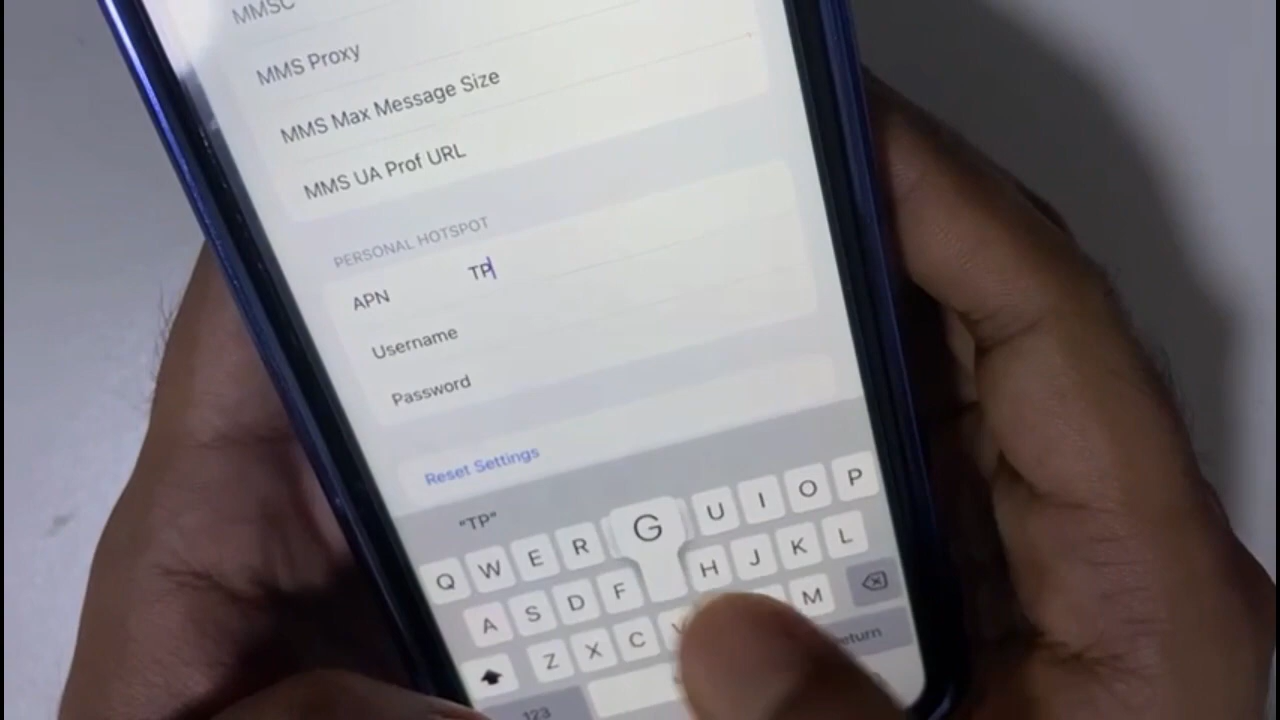 MMSC
MMS Proxy
MMS Max Message Size
MMS UA Prof URL
PERSONAL HOTSPOT
APN TP
Username
Password
Reset Settings
"TP"
Q W E R G U I O P
A S D F H J K L
Z X C V M
123 return